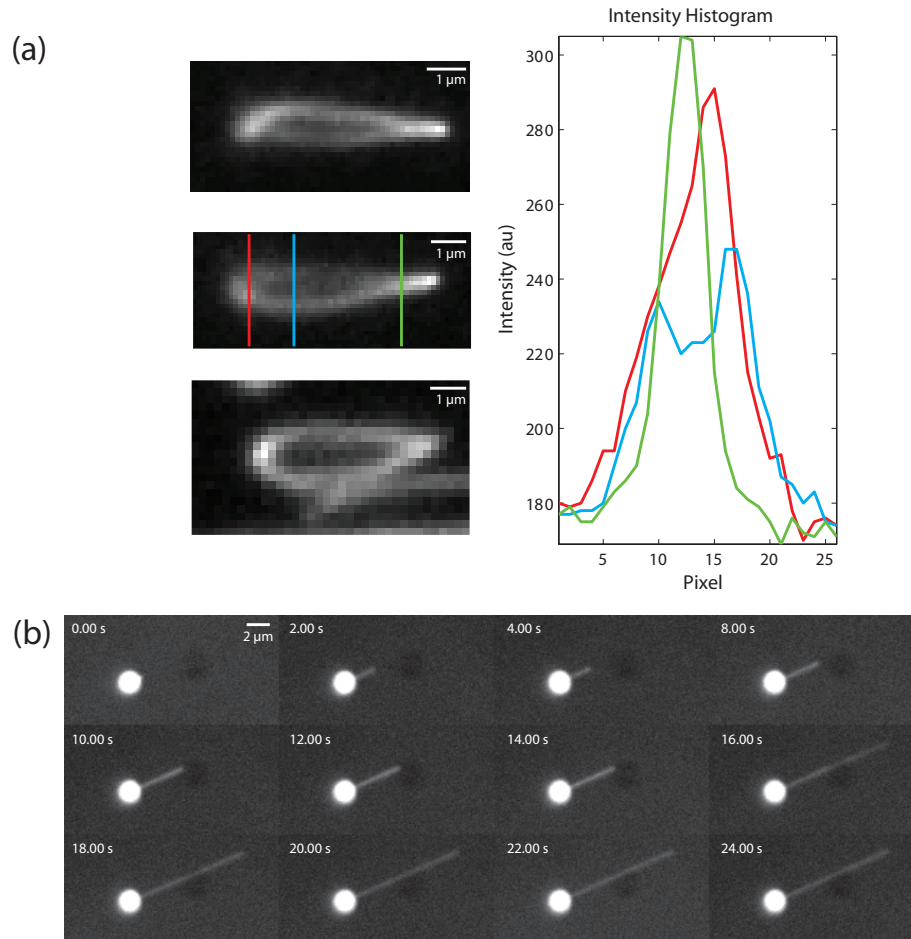 (a)
1 µm
1 µm
1 µm
Intensity Histogram
Intensity (au)
300
280
260
240
220
200
180
5
10
15
20
25
Pixel
(b)
0.00 s
2 µm
2.00 s
4.00 s
8.00 s
10.00 s
12.00 s
14.00 s
16.00 s
18.00 s
20.00 s
22.00 s
24.00 s